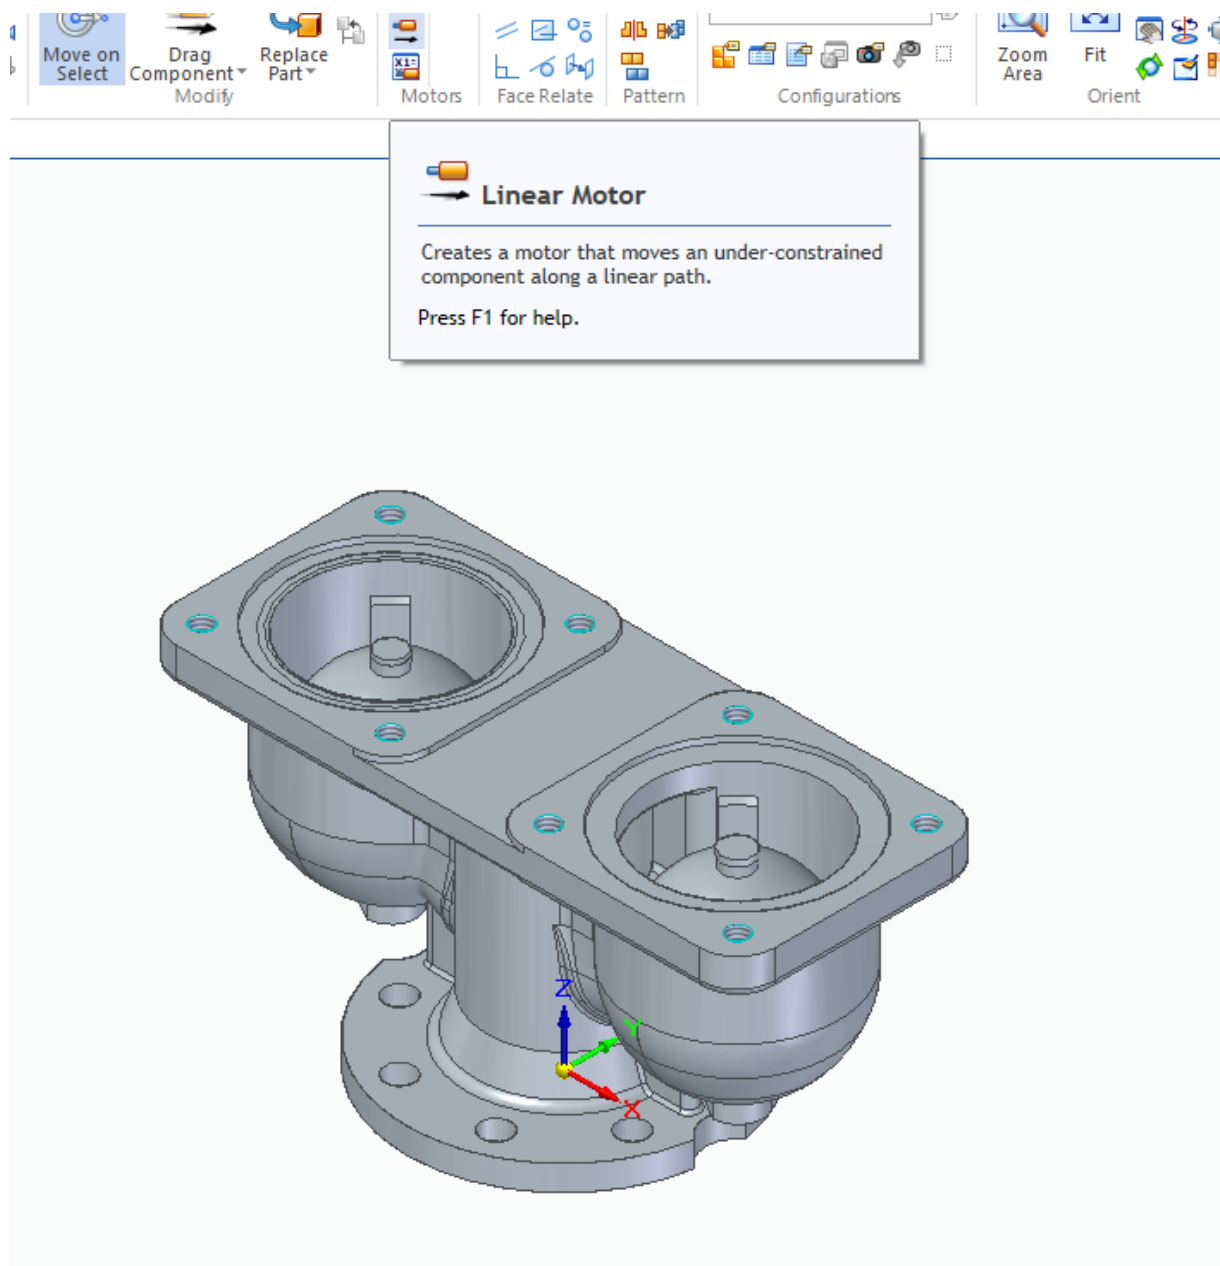 Move on
Select
Drag
Component
Replace
Part
Modify
Motors
Face Relate
Pattern
Configurations
Zoom
Area
Fit
Orient
X1=
Linear Motor
Creates a motor that moves an under-constrained
component along a linear path.
Press F1 for help.
Z
Y
X